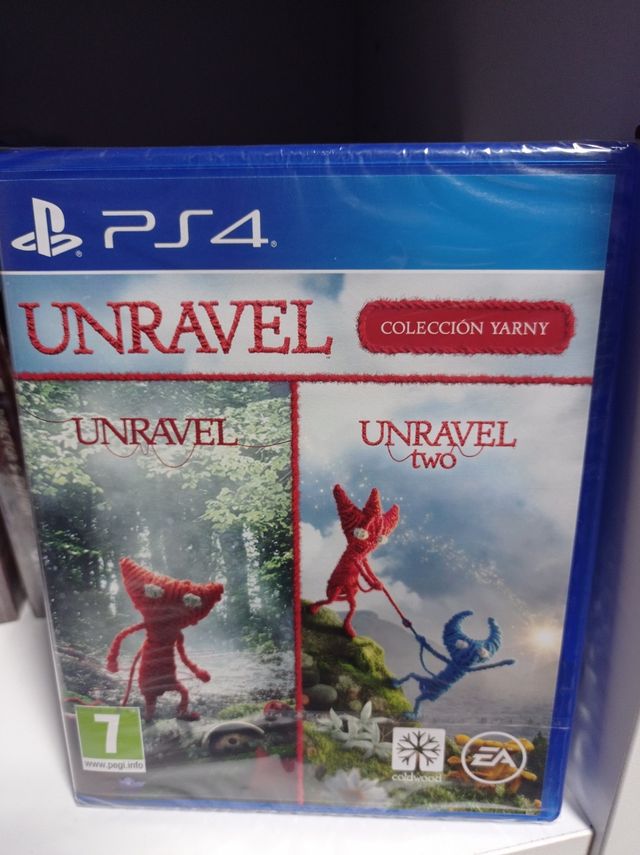 PS4
UNRAVEL
COLECCIÓN YARNY
UNRAVEL
UNRAVEL
two
7
www.pegi.info
coldwood
EA